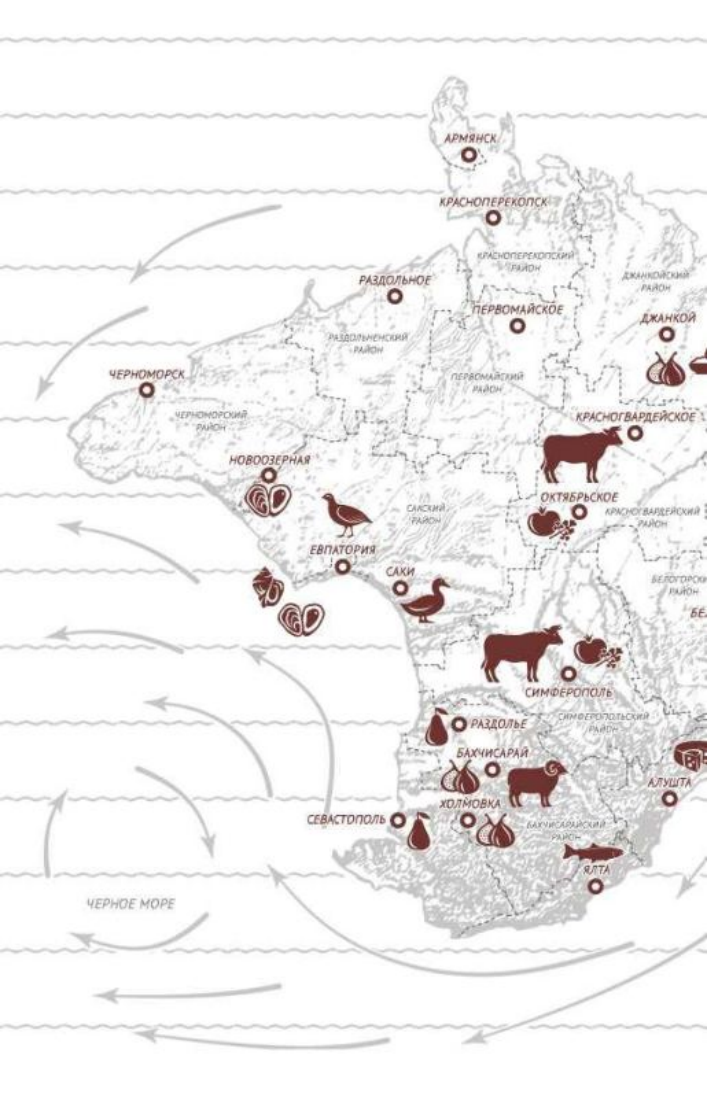 АРМЯНСК
КРАСНОПЕРЕКОПСК
КРАСНОПЕРЕКОПСКИЙ
РАЙОН
ДЖАНКОЙСКИЙ
РАЙОН
РАЗДОЛЬНОЕ
ПЕРВОМАЙСКОЕ
ДЖАНКОЙ
РАЗДОЛЬНЕНСКИЙ
РАЙОН
ЧЕРНОМОРСК
ПЕРВОМАЙСКИЙ
РАЙОН
ЧЕРНОМОРСКИЙ
РАЙОН
КРАСНОГВАРДЕЙСКОЕ
НОВООЗЕРНАЯ
ОКТЯБРЬСКОЕ
САКСКИЙ
РАЙОН
КРАСНОГВАРДЕЙСКИЙ
РАЙОН
ЕВПАТОРИЯ
САКИ
БЕЛОГОРСКИ
РАЙОН
БЕЛ
СИМФЕРОПОЛЬ
РАЗДОЛЬЕ
СИМФЕРОПОЛЬСКИЙ
РАЙОН
БАХЧИСАРАЙ
АЛУШТА
ХОЛМОВКА
СЕВАСТОПОЛЬ
БАХЧИСАРАЙСКИЙ
РАЙОН
ЯЛТА
ЧЕРНОЕ МОРЕ